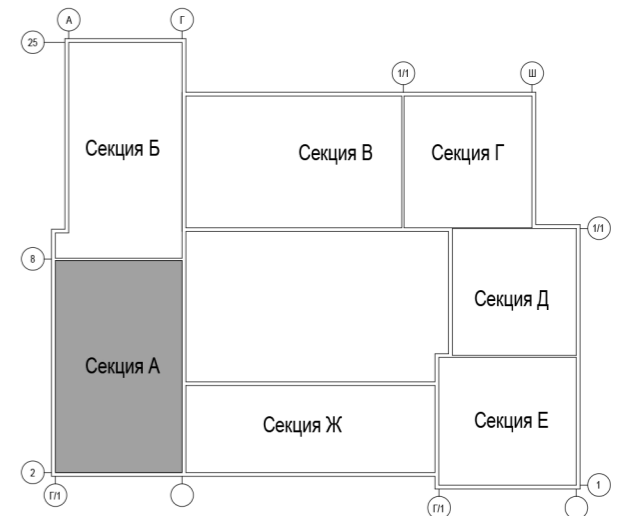 А
Г
25
1/1
Ш
Секция Б
Секция В
Секция Г
1/1
8
Секция Д
Секция А
Секция Ж
Секция Е
2
1
Г/1
Г/1